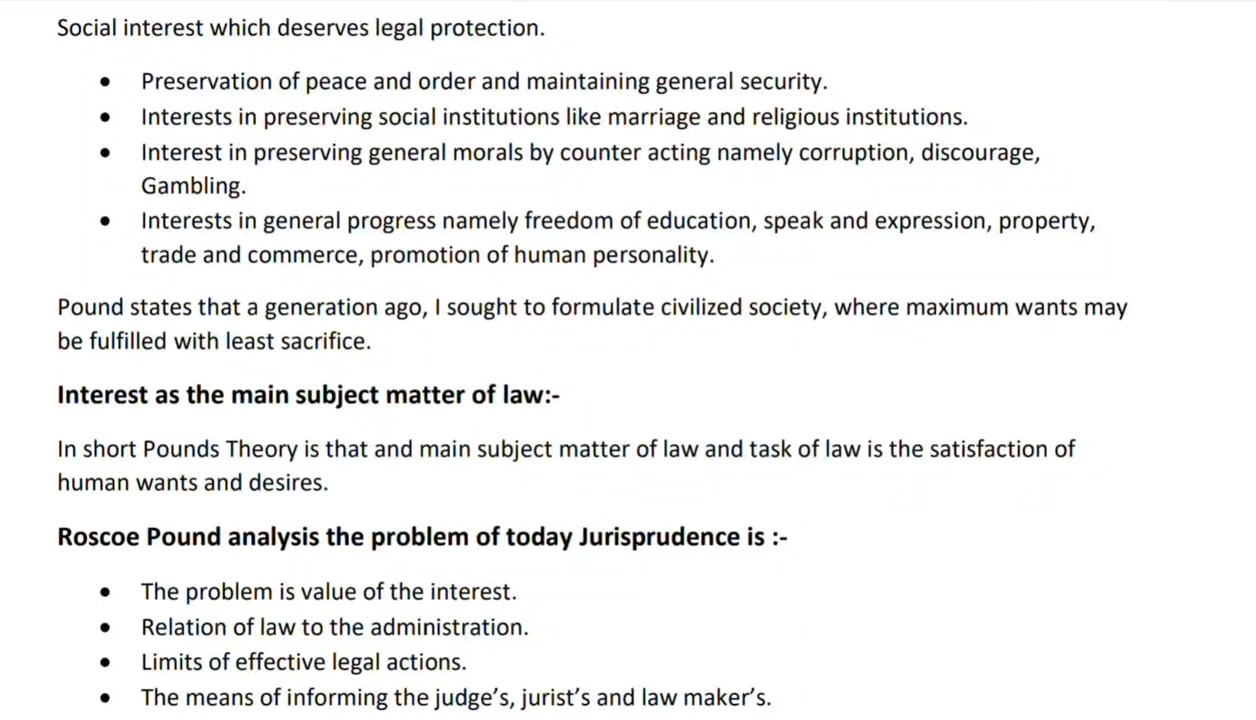 Social interest which deserves legal protection.
• Preservation of peace and order and maintaining general security.
• Interests in preserving social institutions like marriage and religious institutions.
• Interest in preserving general morals by counter acting namely corruption, discourage,
Gambling.
• Interests in general progress namely freedom of education, speak and expression, property,
trade and commerce, promotion of human personality.
Pound states that a generation ago, I sought to formulate civilized society, where maximum wants may
be fulfilled with least sacrifice.
Interest as the main subject matter of law:-
In short Pounds Theory is that and main subject matter of law and task of law is the satisfaction of
human wants and desires.
Roscoe Pound analysis the problem of today Jurisprudence is :-
• The problem is value of the interest.
• Relation of law to the administration.
• Limits of effective legal actions.
• The means of informing the judge's, jurist's and law maker's.